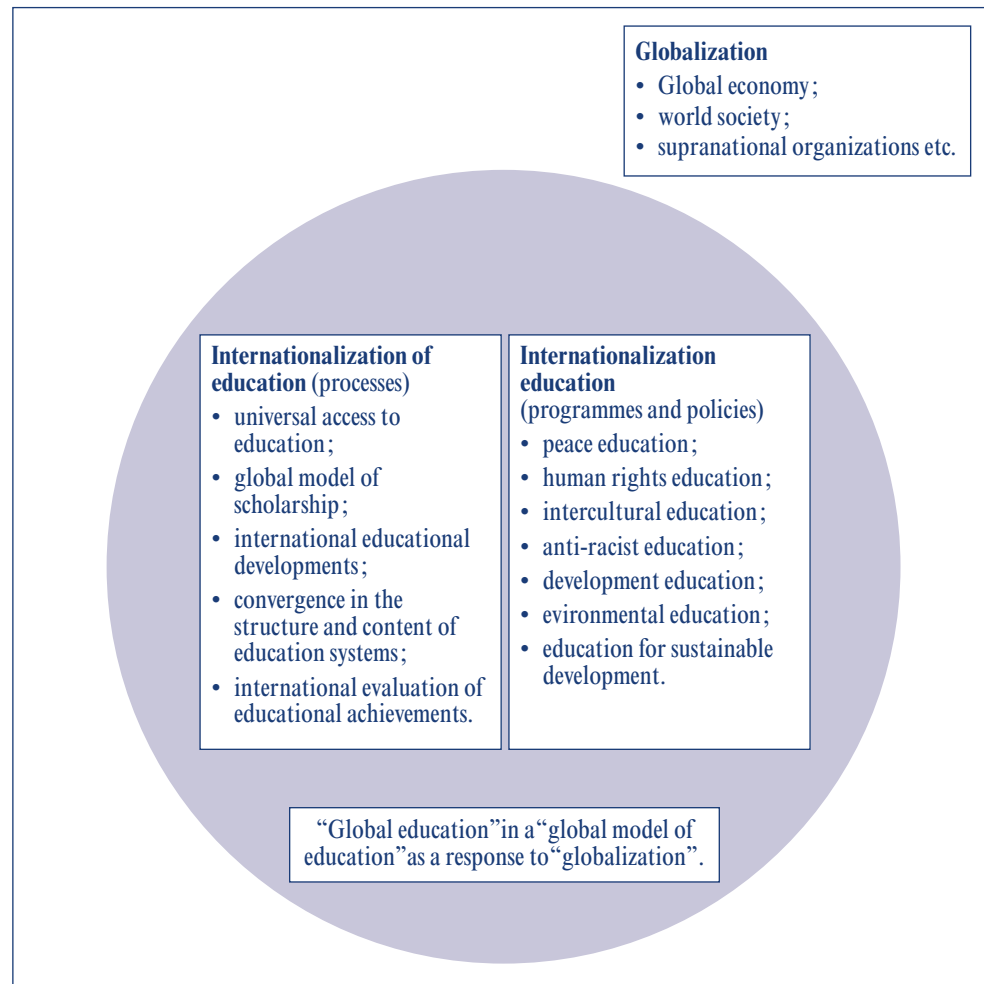 Globalization
• Global economy;
• world society;
• supranational organizations etc.
Internationalization of
education (processes)
• universal access to
education;
• global model of
scholarship;
• international educational
developments;
• convergence in the
structure and content of
education systems;
• international evaluation of
educational achievements.
Internationalization
education
(programmes and policies)
• peace education;
• human rights education;
• intercultural education;
• anti-racist education;
• development education;
• evironmental education;
• education for sustainable
development.
“Global education”in a“global model of
education”as a response to“globalization”.